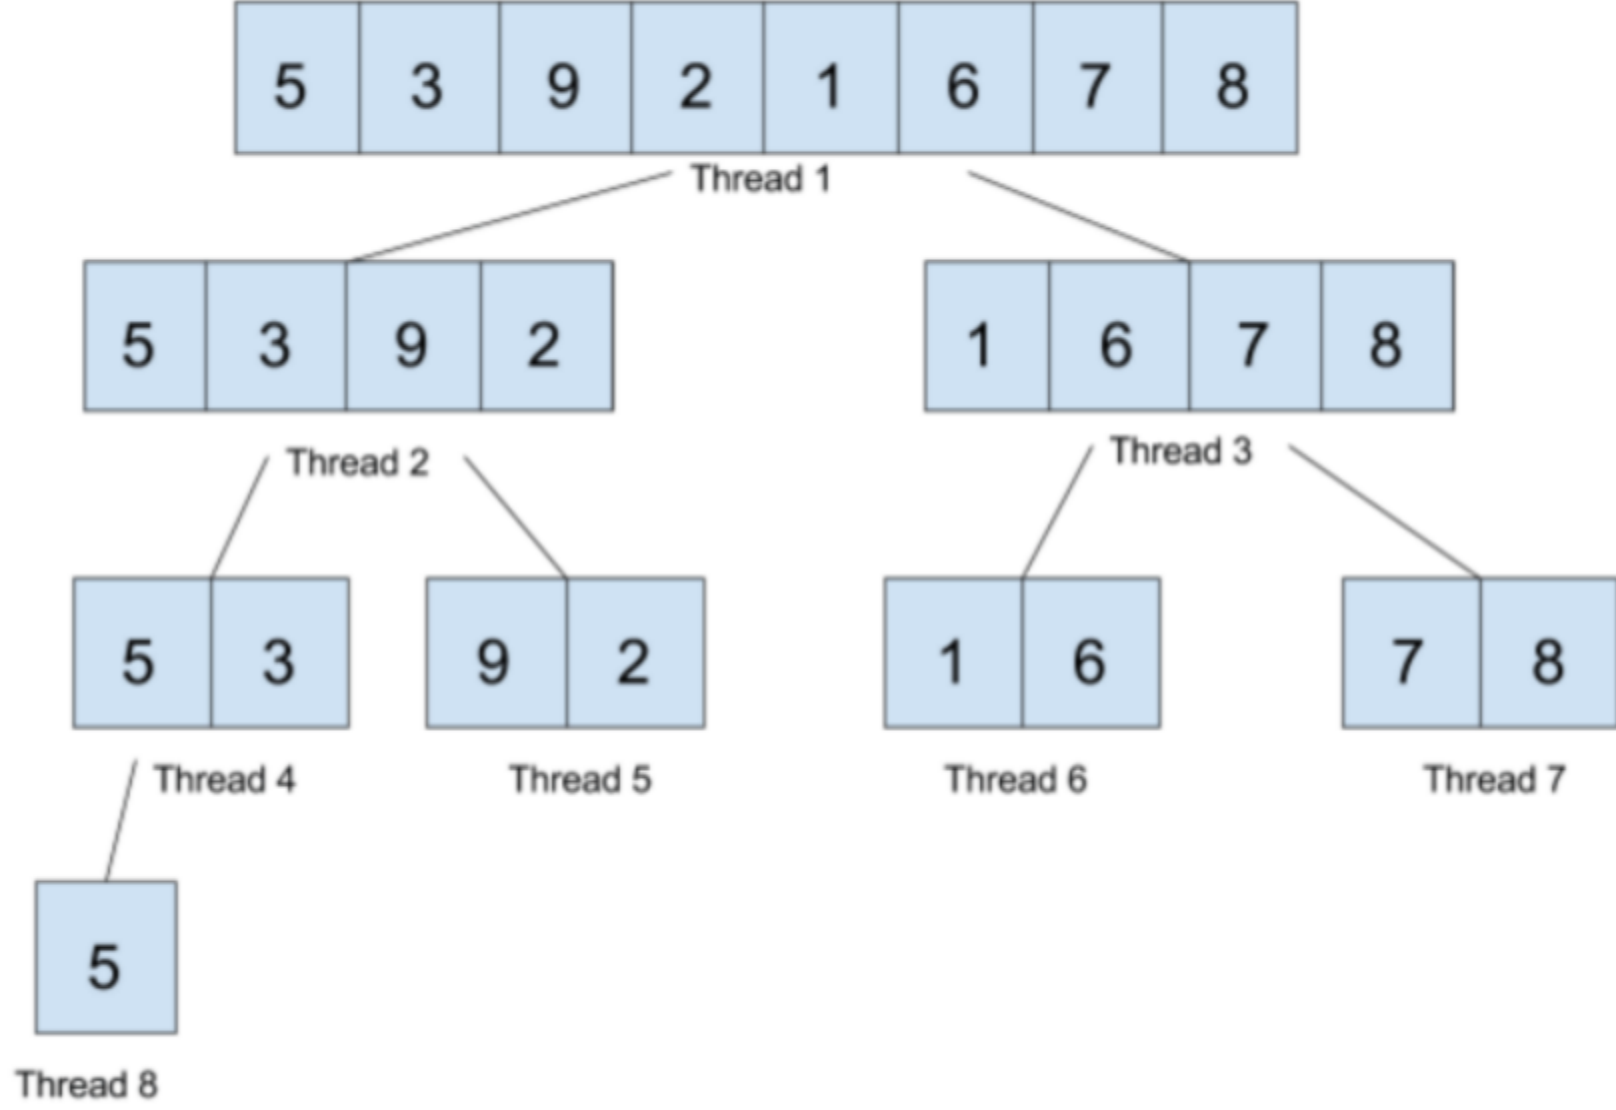 5 3 9 2 1 6 7 8
Thread 1
5 3 9 2
1 6 7 8
Thread 2
Thread 3
5 3
9 2
1 6
7 8
Thread 4
Thread 5
Thread 6
Thread 7
5
Thread 8